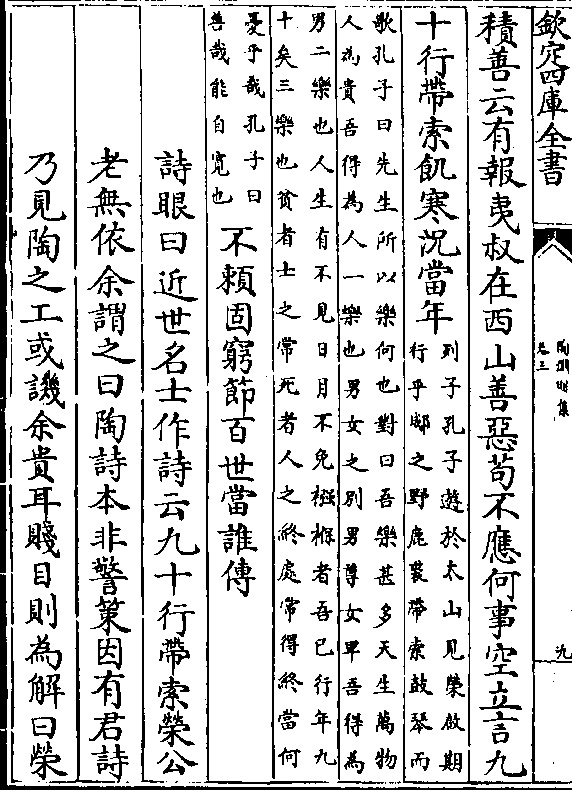 欽定四庫全書
陶淵明集
卷三
九
積善云有報夷叔在西山善惡苟不應何事空立言九
十行帶索飢寒況當年
列子孔子遊於太山見榮啟期
行乎郕之野鹿裘帶索鼓琴而
歌孔子曰先生所以樂何也對曰吾樂甚多天生萬物
人為貴吾得為人一樂也男女之別男尊女卑吾得為
男二樂也人生有不見日月不免襁褓者吾已行年九
十矣三樂也貧者士之常死者人之終處常得終當何
憂乎哉孔子曰
善哉能自寛也
不賴固窮節百世當誰傳
詩眼曰近世名士作詩云九十行帶索榮公
老無依余謂之曰陶詩本非警策因有君詩
乃見陶之工或譏余貴耳賤目則為解曰榮